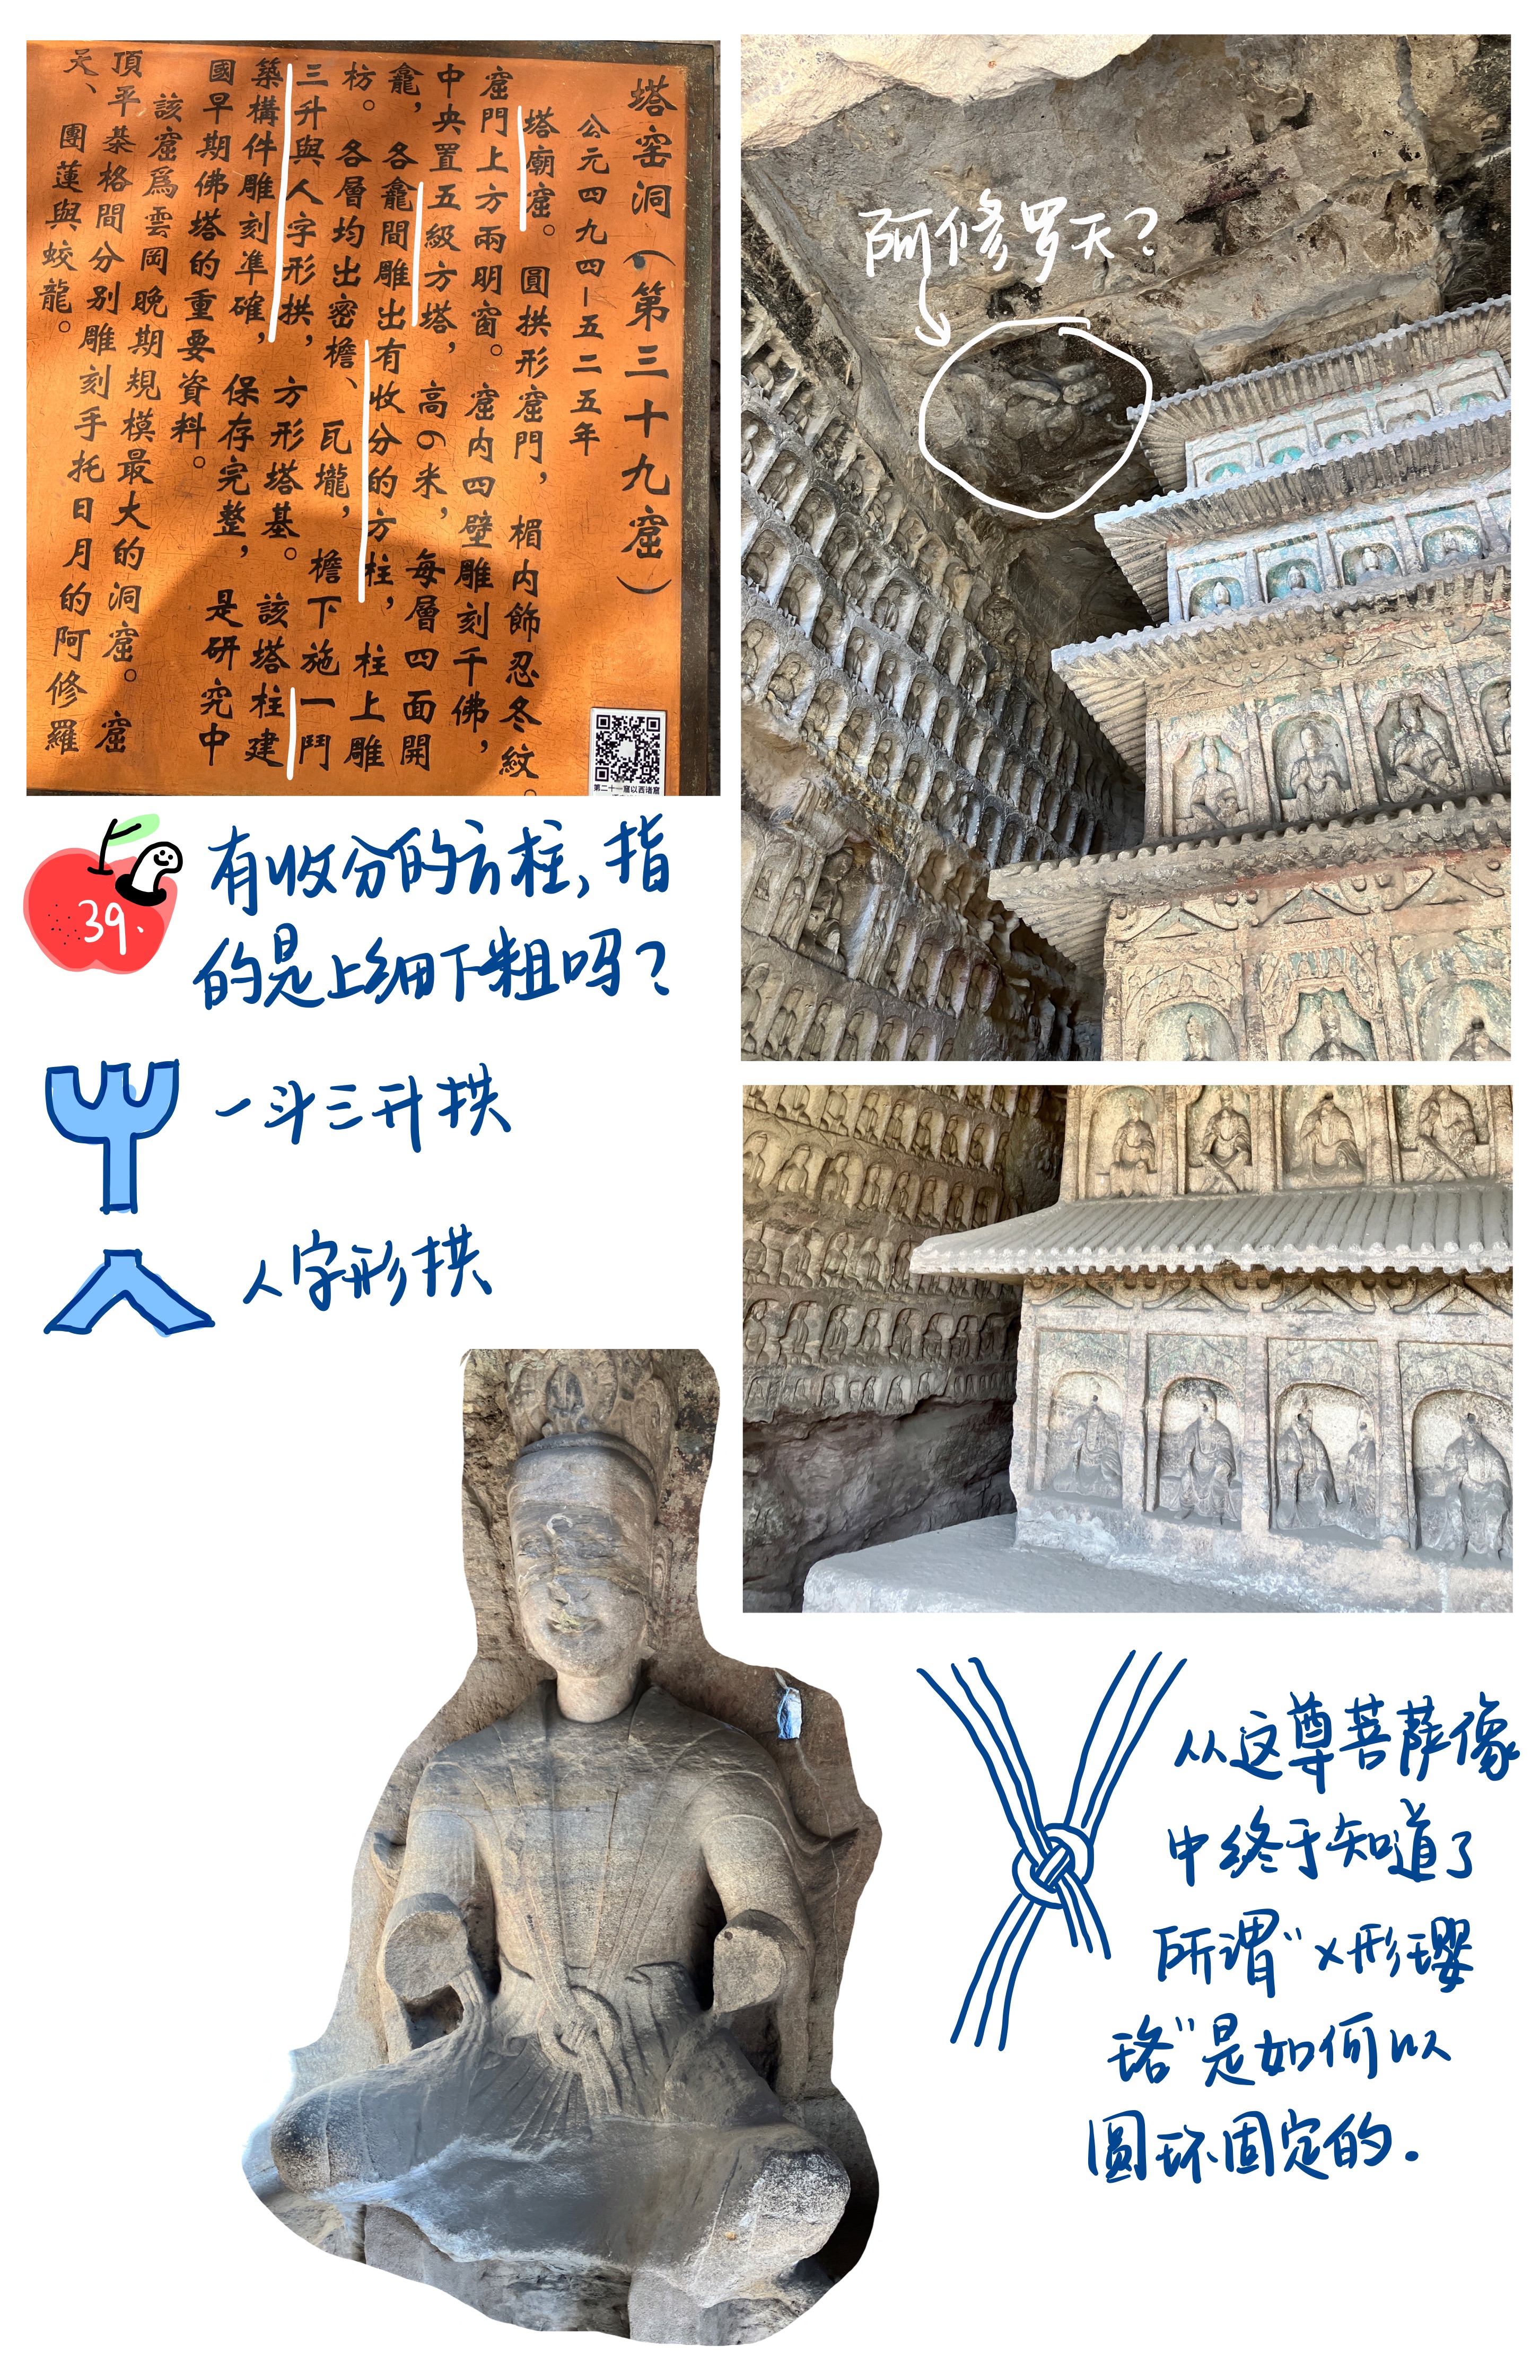 塔窑洞（第三十九窟）
公元四九四—五二五年
塔廟窟。圓拱形窟門，楣内飾忍冬紋。
窟門上方兩明窗。窟内四壁雕刻千佛，
中央置五級方塔，高6米，每層四面開
龕，各龕間雕出有收分的方柱，柱上雕
枋。各層均出密檐、瓦壠，檐下施一鬥
三升與人字形拱，方形塔基。該塔柱建
築構件雕刻準確，保存完整，是研究中
國早期佛塔的重要資料。
該窟爲雲岡晚期規模最大的洞窟。窟
頂平棊格間分别雕刻手托日月的阿修羅
天、團蓮與蛟龍。
第二十一窟以西诸窟
阿修罗天？
39.
有收分的方柱，指
的是上细下粗吗？
一斗三升拱
人字形拱
从这尊菩萨像
中终于知道了
所谓“X形璎
珞”是如何以
圆环固定的.